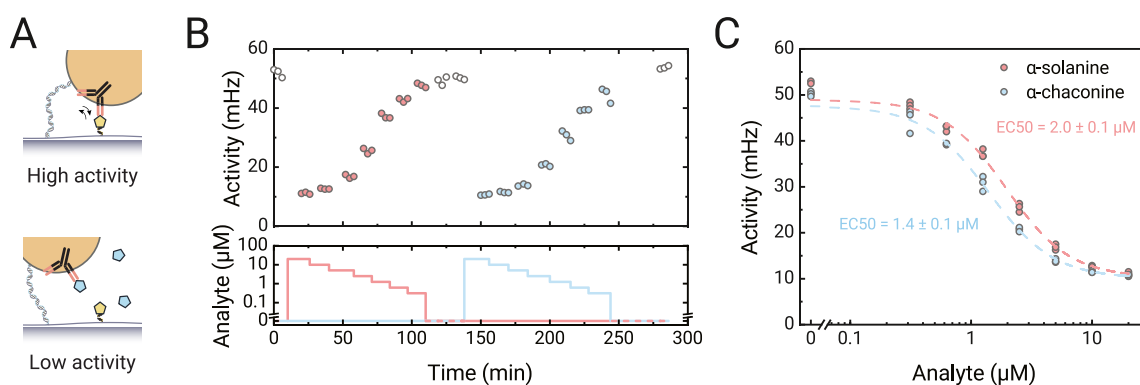 A
High activity
Low activity
B
Activity (mHz)
60
40
20
0
Analyte (µM)
100
10
1
0.1
0
0
50
100
150
200
250
300
Time (min)
C
α-solanine
α-chaconine
EC50 = 2.0 ± 0.1 µM
EC50 = 1.4 ± 0.1 µM
Activity (mHz)
60
50
40
30
20
10
0
0
0.1
1
10
Analyte (µM)